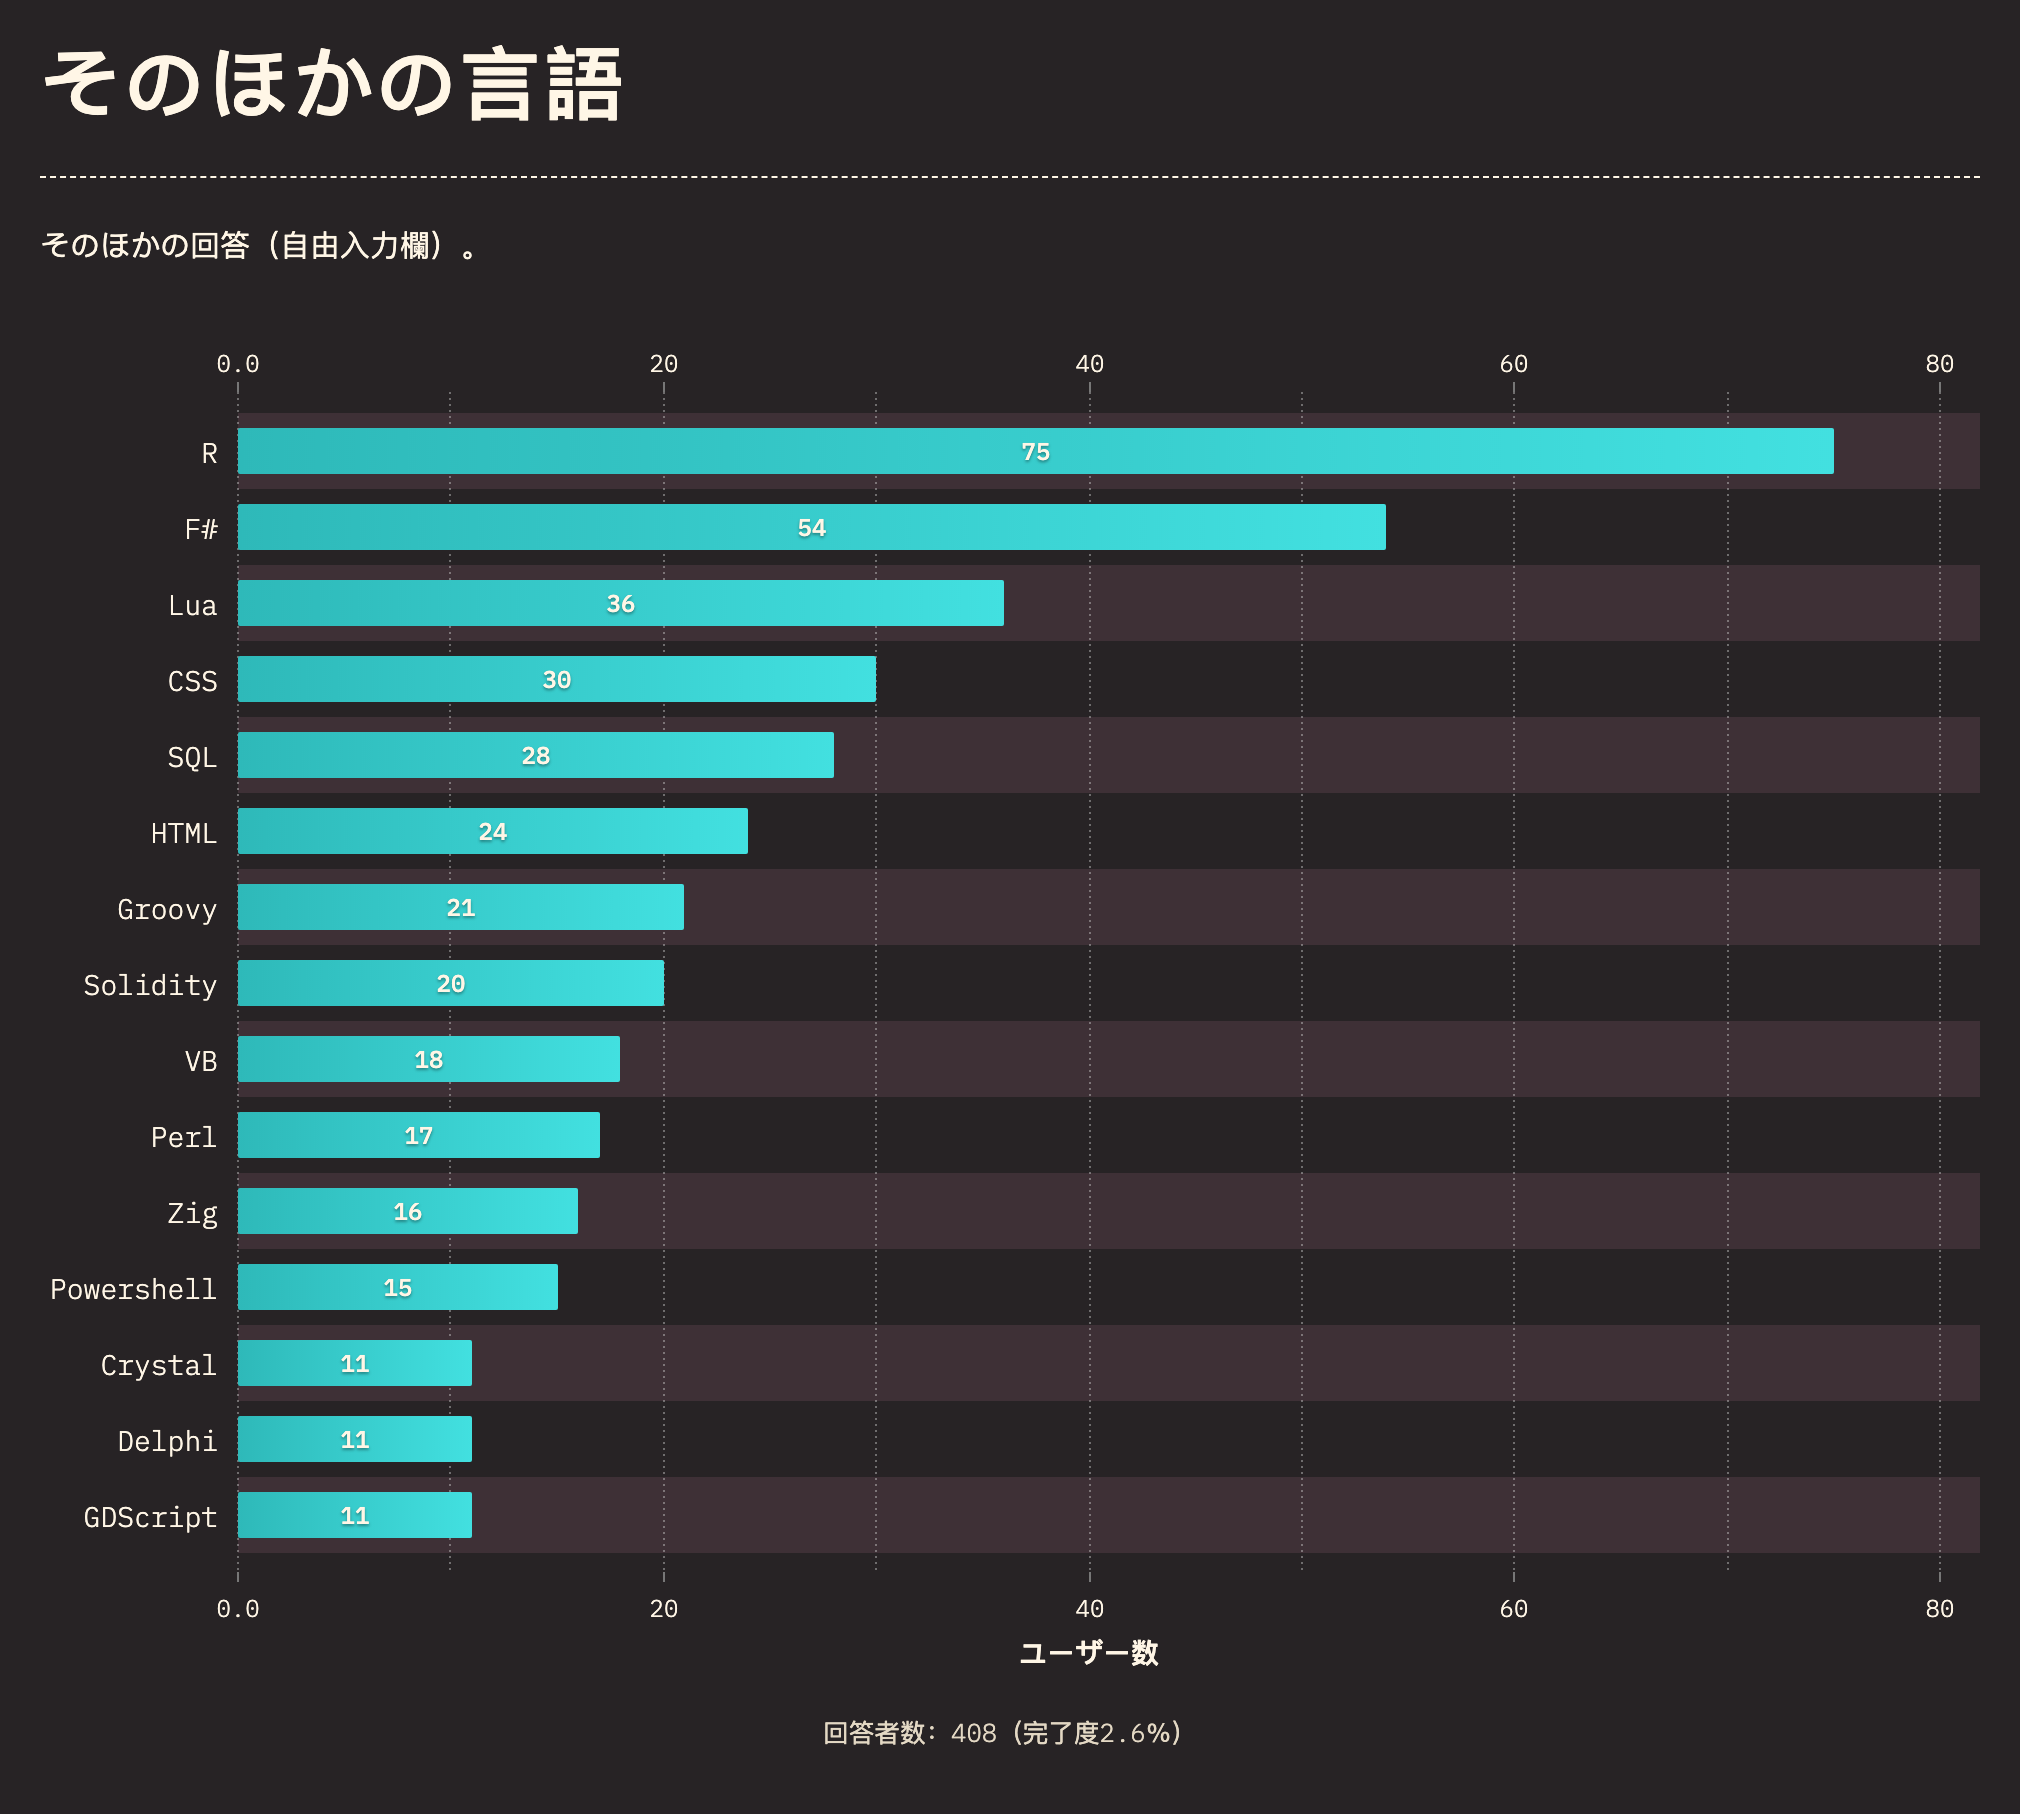 そのほかの言語
そのほかの回答（自由入力欄）。
0.0 20 40 60 80
R 75
F# 54
Lua 36
CSS 30
SQL 28
HTML 24
Groovy 21
Solidity 20
VB 18
Perl 17
Zig 16
Powershell 15
Crystal 11
Delphi 11
GDScript 11
0.0 20 40 60 80
ユーザー数
回答者数: 408 (完了度2.6%)